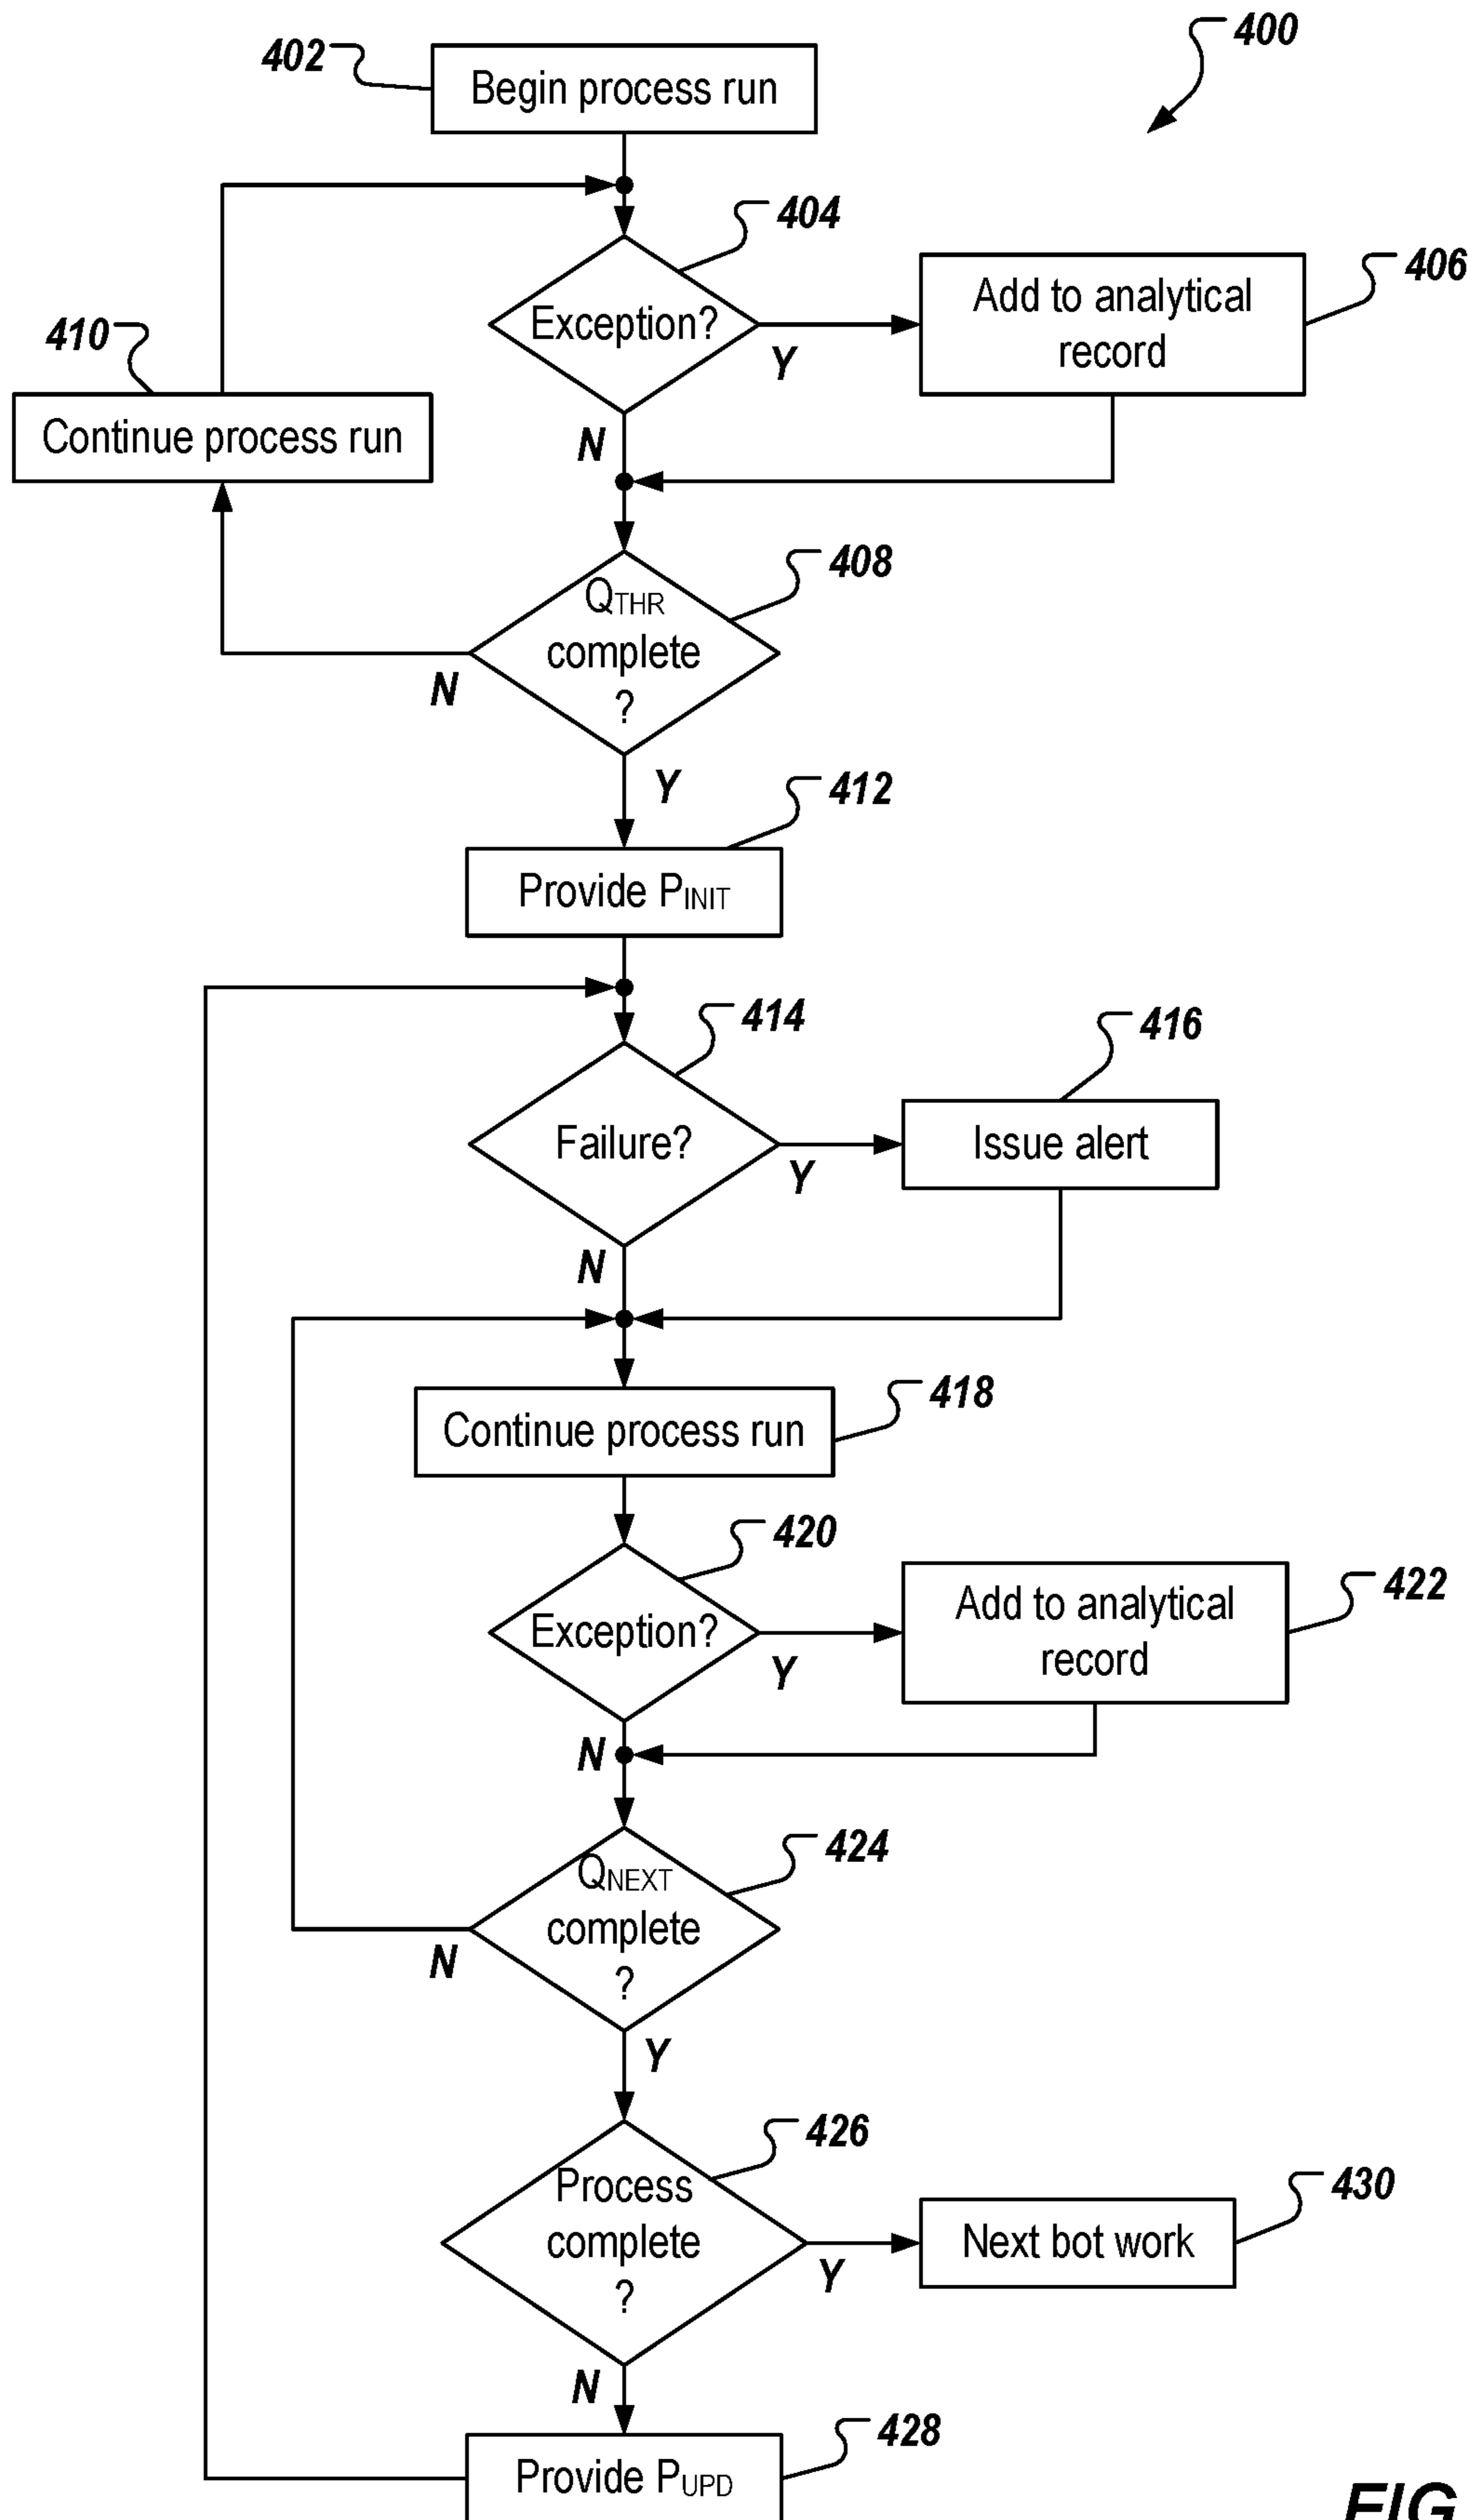 400
402
Begin process run
404
406
Exception?
Add to analytical
record
Y
410
Continue process run
N
408
QTHR
complete
?
N
Y
412
Provide PINIT
414
416
Failure?
Issue alert
Y
N
418
Continue process run
420
422
Exception?
Add to analytical
record
Y
N
424
QNEXT
complete
?
N
Y
426
Process
complete
?
430
Next bot work
Y
N
428
Provide PUPD
FIG